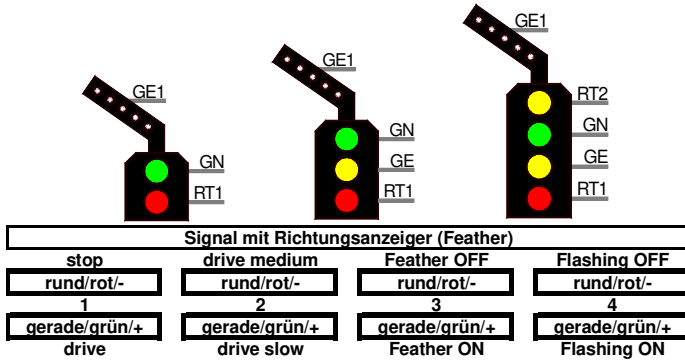 GE1
GE1
GE1
RT2
GN
GN
GN
GE
GE
RT1
RT1
RT1
Signal mit Richtungsanzeiger (Feather)
stop drive medium Feather OFF Flashing OFF
rund/rot/- rund/rot/- rund/rot/- rund/rot/-
1 2 3 4
gerade/grün/+ gerade/grün/+ gerade/grün/+ gerade/grün/+
drive drive slow Feather ON Flashing ON